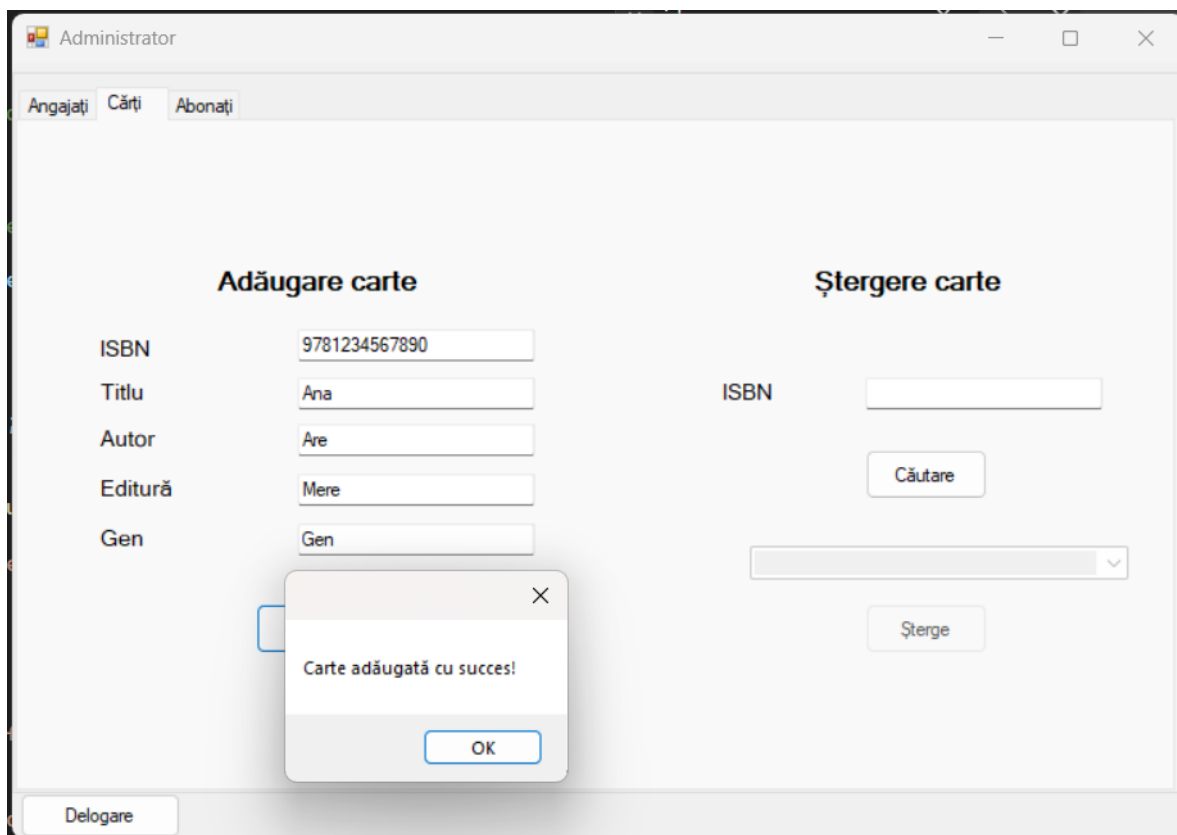 Administrator
Angajați Cărți Abonați
Adăugare carte
ISBN 9781234567890
Titlu Ana
Autor Are
Editură Mere
Gen Gen
Ștergere carte
ISBN
Căutare
Șterge
Carte adăugată cu succes!
OK
Delogare